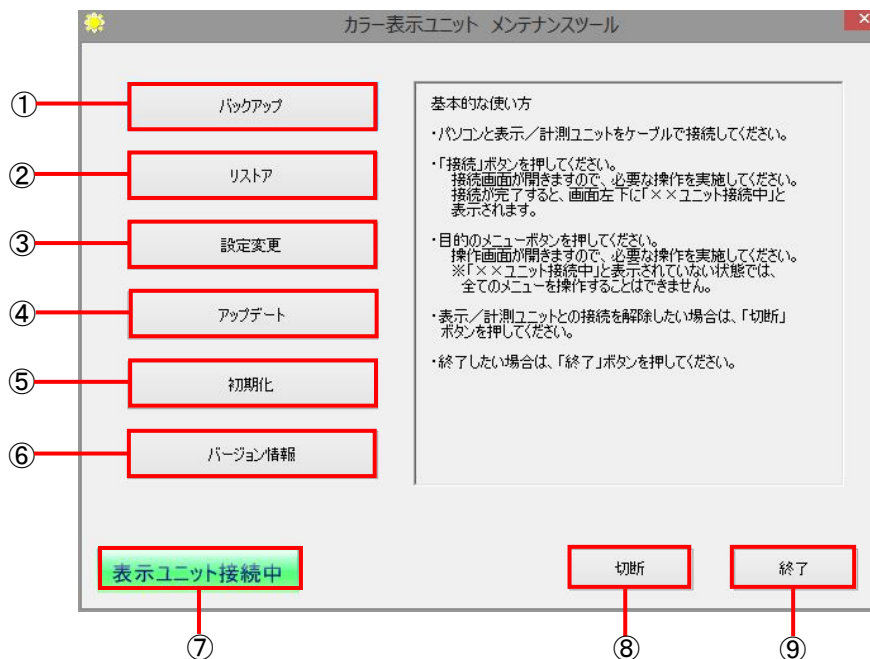 カラー表示ユニット メンテナンスツール
×
① バックアップ
② リストア
③ 設定変更
④ アップデート
⑤ 初期化
⑥ バージョン情報
基本的な使い方
・パソコンと表示／計測ユニットをケーブルで接続してください。
・「接続」ボタンを押してください。
接続画面が開きますので、必要な操作を実施してください。
接続が完了すると、画面左下に「××ユニット接続中」と
表示されます。
・目的のメニューボタンを押してください。
操作画面が開きますので、必要な操作を実施してください。
※「××ユニット接続中」と表示されていない状態では、
全てのメニューを操作することはできません。
・表示／計測ユニットとの接続を解除したい場合は、「切断」
ボタンを押してください。
・終了したい場合は、「終了」ボタンを押してください。
表示ユニット接続中
切断
終了
⑦
⑧
⑨